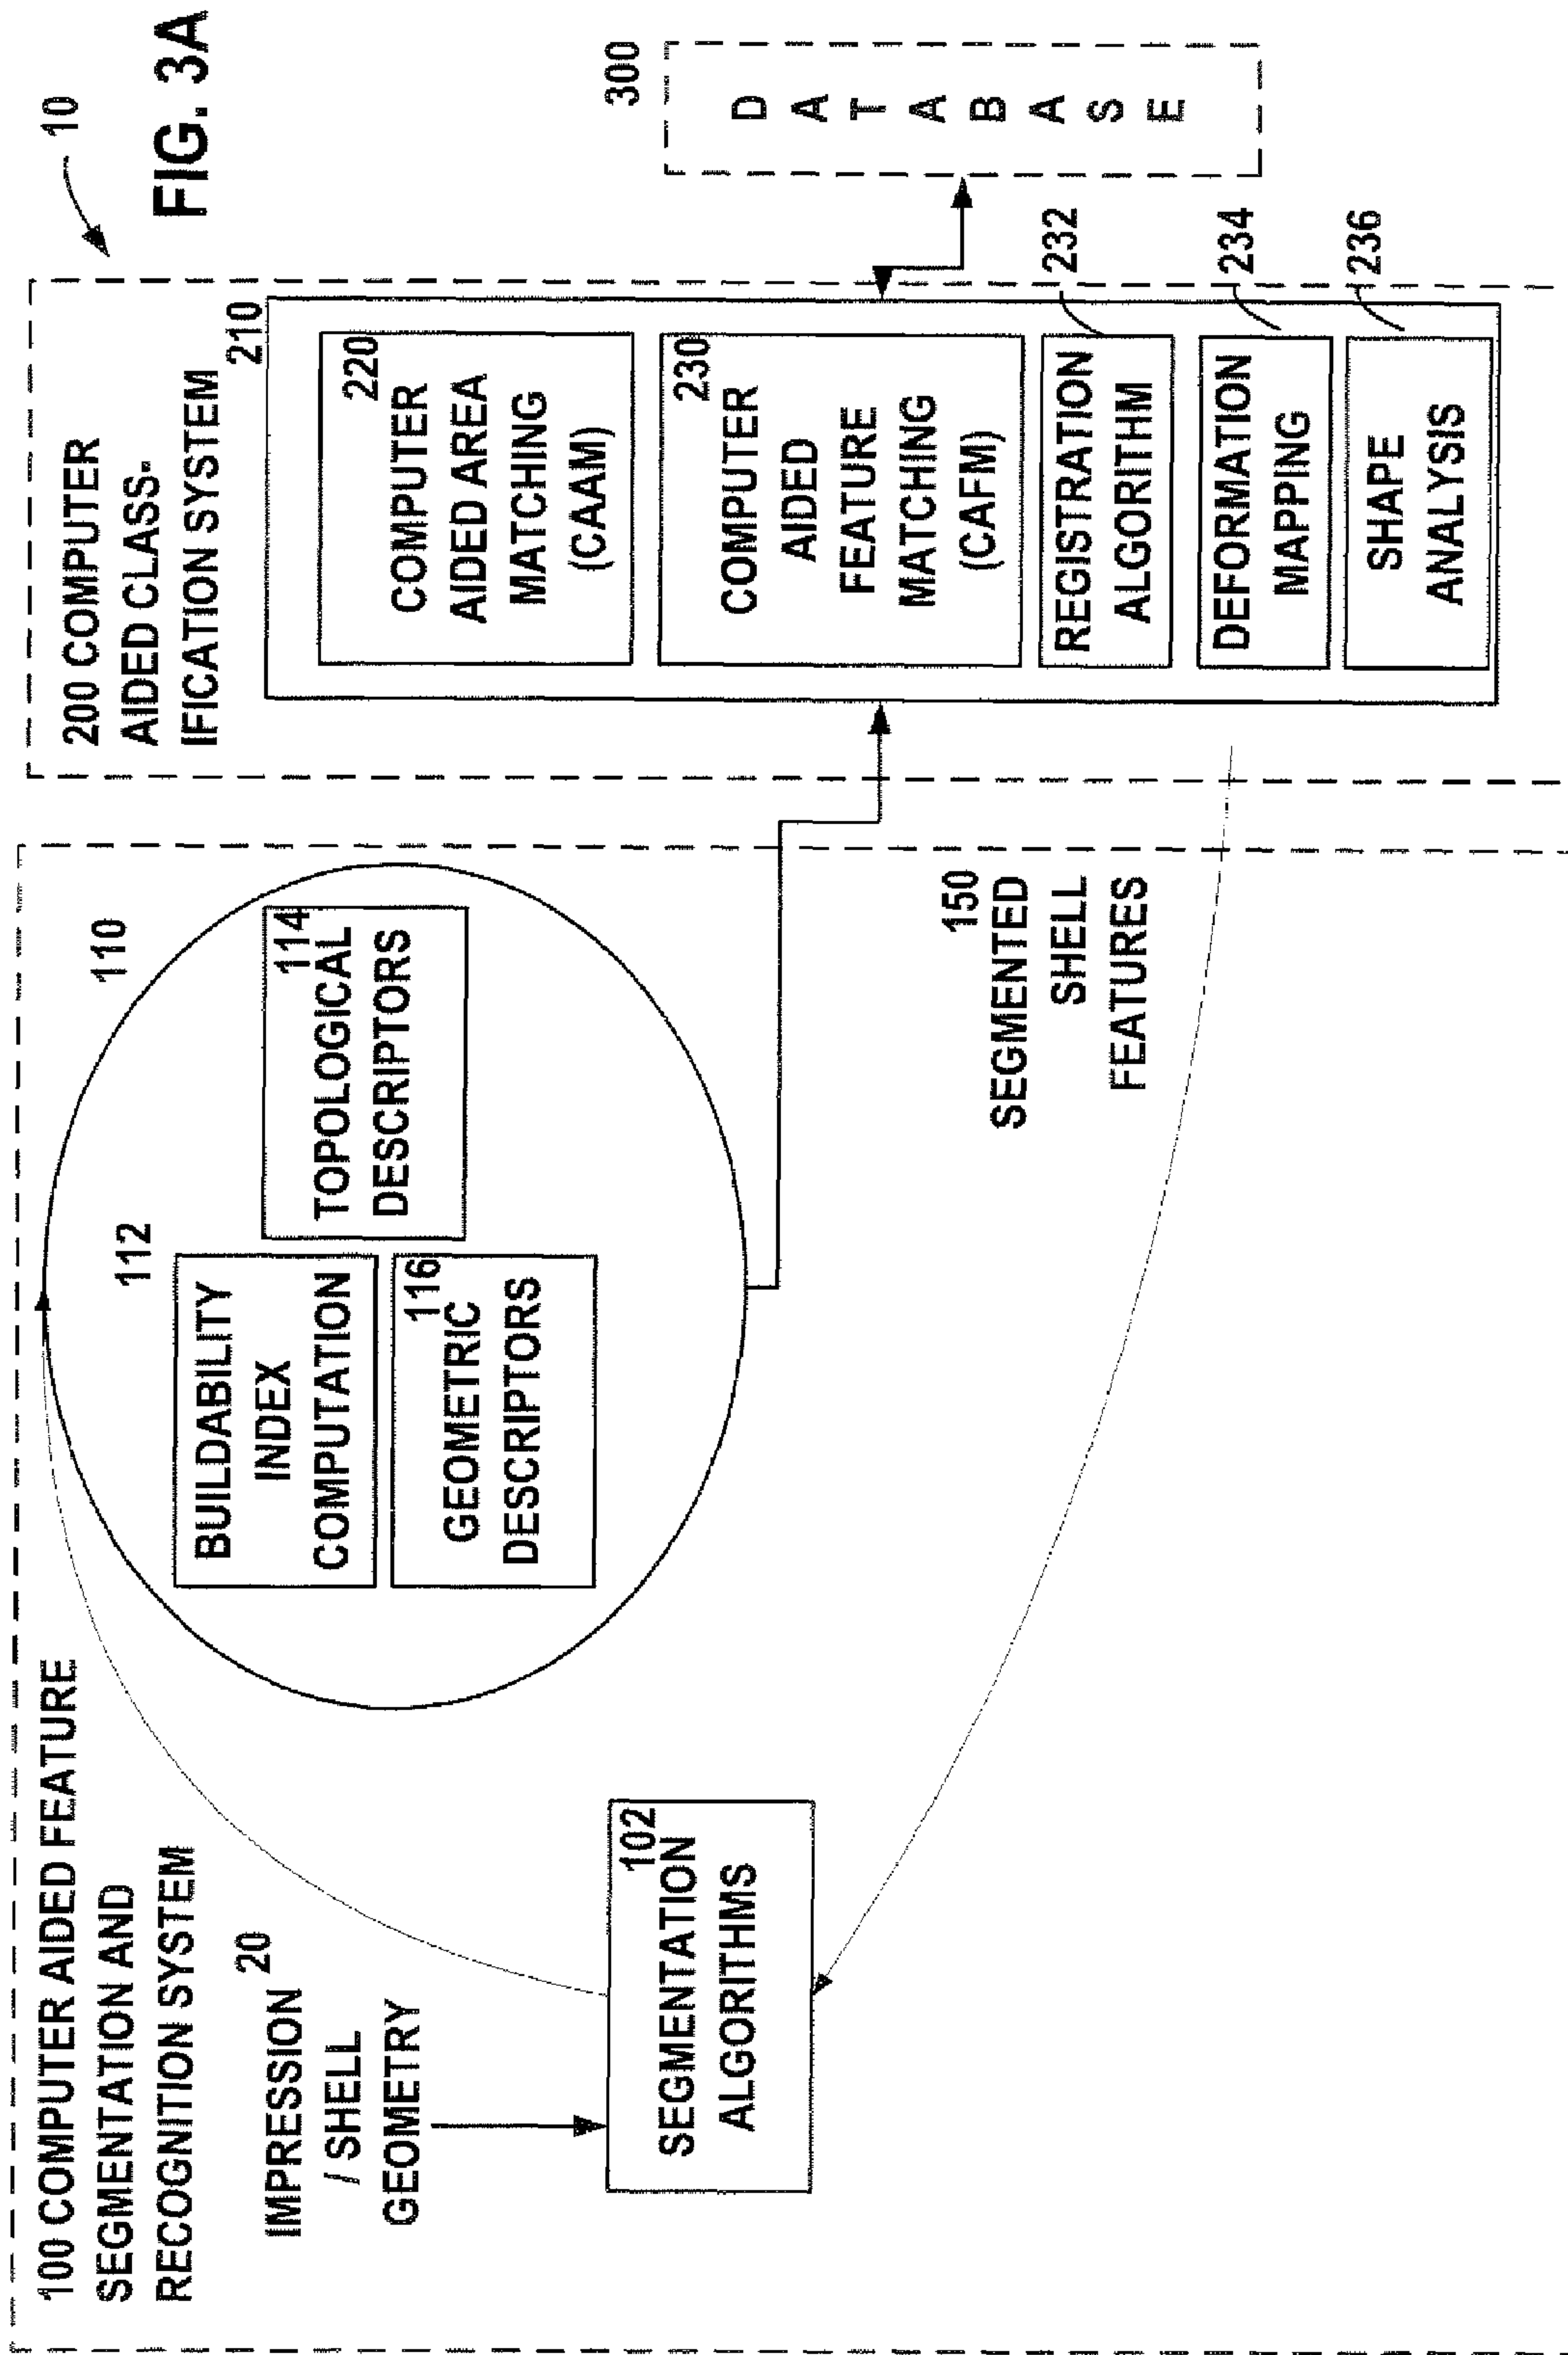 FIG. 3A
10
100 COMPUTER AIDED FEATURE
SEGMENTATION AND
RECOGNITION SYSTEM
20
IMPRESSION
/ SHELL
GEOMETRY
102
SEGMENTATION
ALGORITHMS
110
112
BUILDABILITY
INDEX
COMPUTATION
114
TOPOLOGICAL
DESCRIPTORS
116
GEOMETRIC
DESCRIPTORS
150
SEGMENTED
SHELL
FEATURES
200 COMPUTER
AIDED CLASS-
IFICATION SYSTEM
210
220
COMPUTER
AIDED AREA
MATCHING
(CAAM)
230
COMPUTER
AIDED
FEATURE
MATCHING
(CAFM)
232
REGISTRATION
ALGORITHM
234
DEFORMATION
MAPPING
236
SHAPE
ANALYSIS
300
D
A
T
A
B
A
S
E